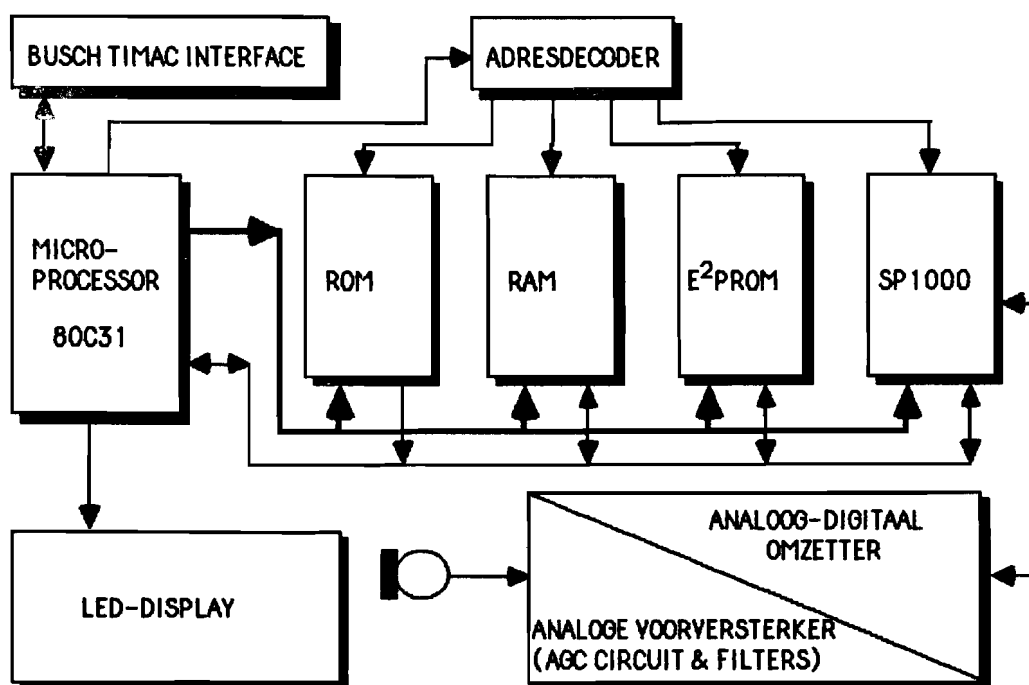 BUSCH TIMAC INTERFACE
ADRESDECODER
MICRO-
PROCESSOR
80C31
ROM
RAM
E²PROM
SP1000
LED-DISPLAY
ANALOOG-DIGITAAL
OMZETTER
ANALOGE VOORVERSTERKER
(AGC CIRCUIT & FILTERS)